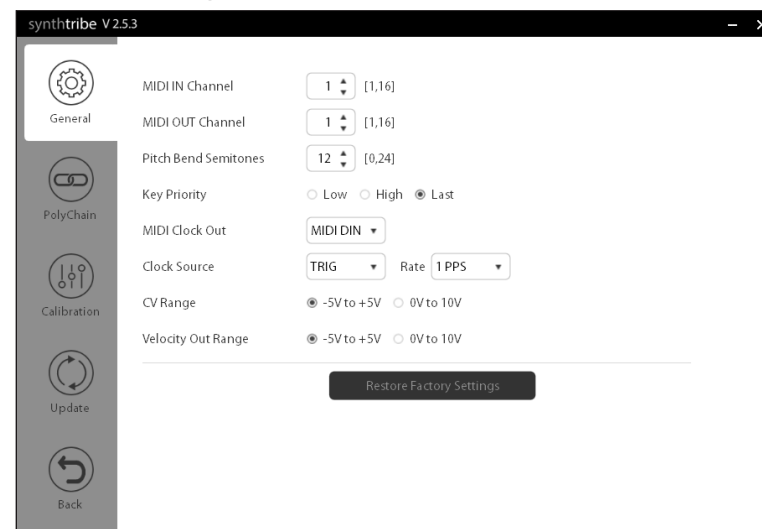 synthtribe V 2.5.3
General
MIDI IN Channel 1 [1,16]
MIDI OUT Channel 1 [1,16]
Pitch Bend Semitones 12 [0,24]
Key Priority Low High Last
PolyChain
MIDI Clock Out MIDI DIN
Clock Source TRIG Rate 1 PPS
CV Range -5V to +5V 0V to 10V
Calibration
Velocity Out Range -5V to +5V 0V to 10V
Restore Factory Settings
Update
Back